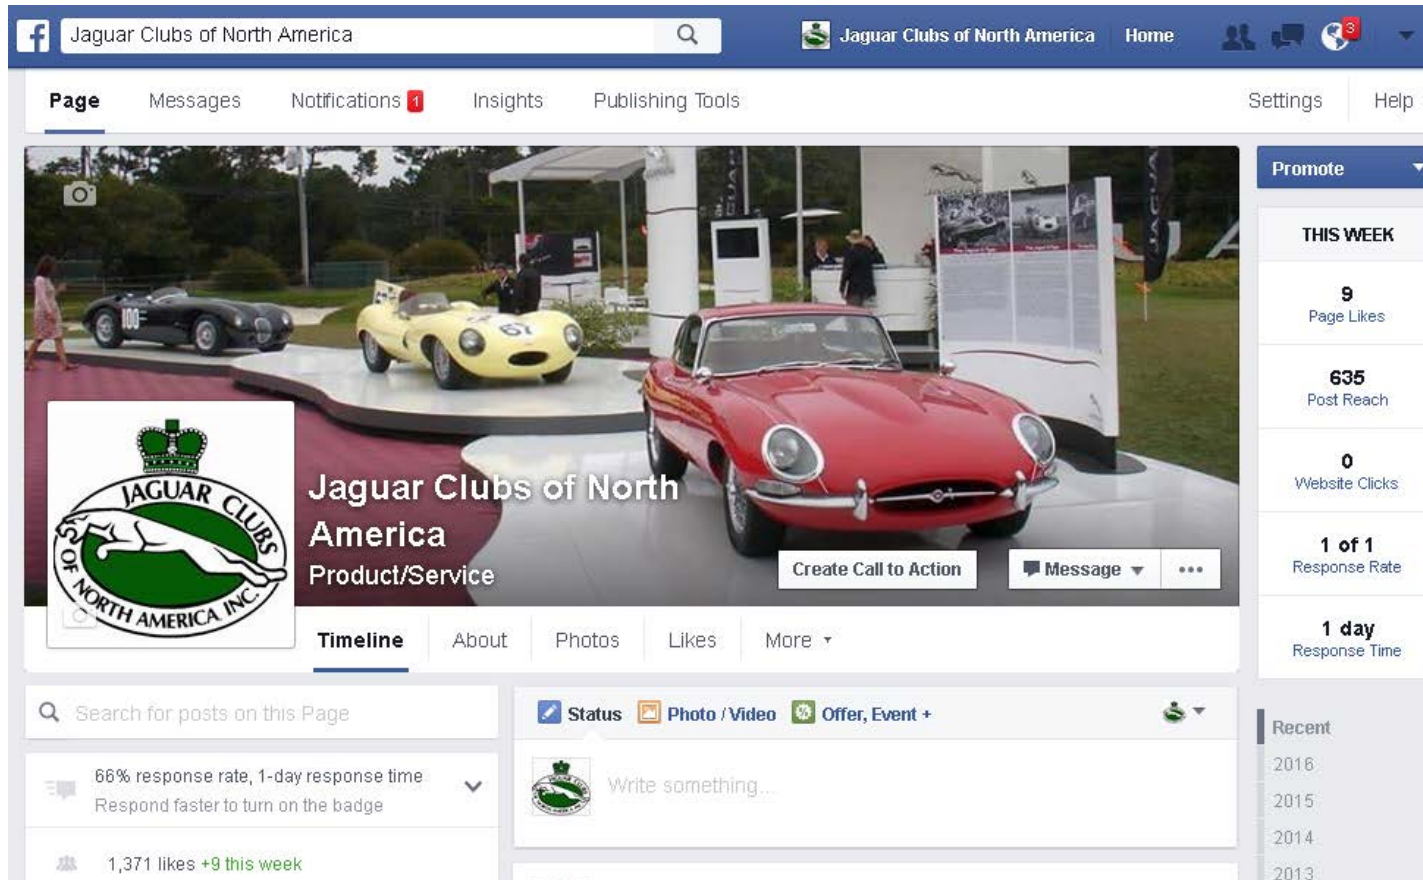 Jaguar Clubs of North America
Jaguar Clubs of North America
Home
3
Page
Messages
Notifications 1
Insights
Publishing Tools
Settings
Help
100
67
JAGUAR
JAGUAR CLUBS
OF NORTH AMERICA INC.
Jaguar Clubs of North
America
Product/Service
Create Call to Action
Message
Timeline
About
Photos
Likes
More
Promote
THIS WEEK
9
Page Likes
635
Post Reach
0
Website Clicks
1 of 1
Response Rate
1 day
Response Time
Search for posts on this Page
66% response rate, 1-day response time
Respond faster to turn on the badge
1,371 likes +9 this week
Status
Photo / Video
Offer, Event +
Write something...
Recent
2016
2015
2014
2013